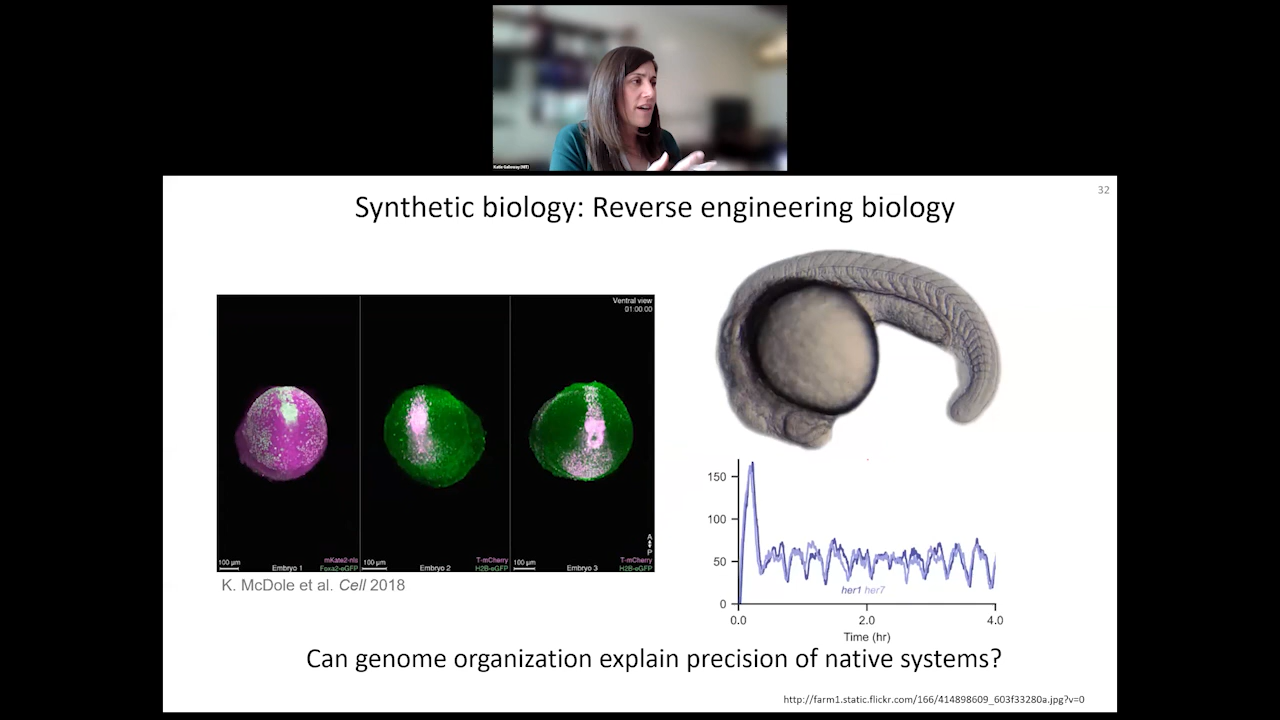 Katie Galloway (MIT)
32
Synthetic biology: Reverse engineering biology
Ventral view
01:00:00
A
P
100 μm
Embryo 1
mKate2-nls
Foxa2-eGFP
100 μm
Embryo 2
T-mCherry
H2B-eGFP
100 μm
Embryo 3
T-mCherry
H2B-eGFP
K. McDole et al. Cell 2018
150
100
50
0
her1 her7
0.0 2.0 4.0
Time (hr)
Can genome organization explain precision of native systems?
http://farm1.static.flickr.com/166/414898609_603f33280a.jpg?v=0